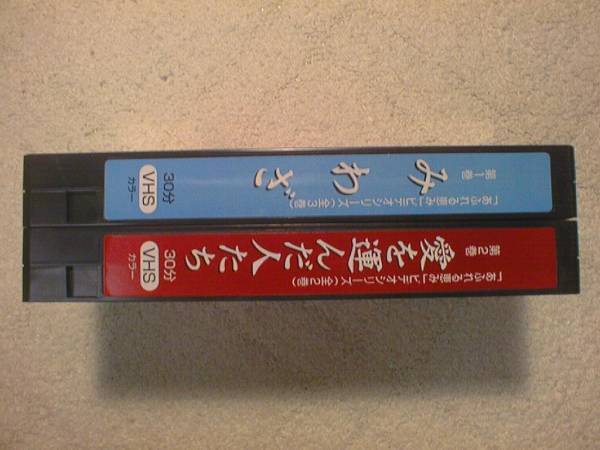 「あふれる恵み」ビデオシリーズ(全3巻)
第1巻
みわざ
30分
VHS
カラー
「あふれる恵み」ビデオシリーズ(全2巻)
第2巻
愛を運んだ人たち
30分
VHS
カラー